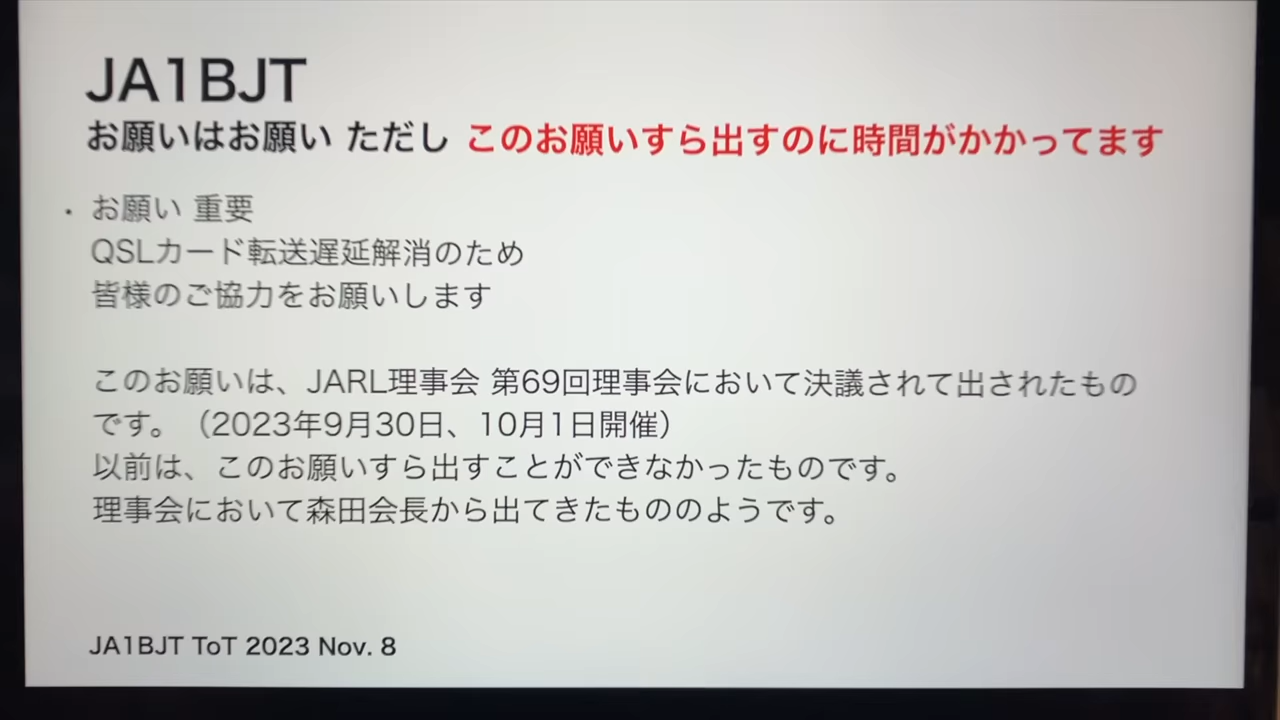 JA1BJT
お願いはお願い ただし このお願いすら出すのに時間がかかってます
・ お願い 重要
QSLカード転送遅延解消のため
皆様のご協力をお願いします
このお願いは、JARL理事会 第69回理事会において決議されて出されたもの
です。（2023年9月30日、10月1日開催）
以前は、このお願いすら出すことができなかったものです。
理事会において森田会長から出てきたもののようです。
JA1BJT ToT 2023 Nov. 8